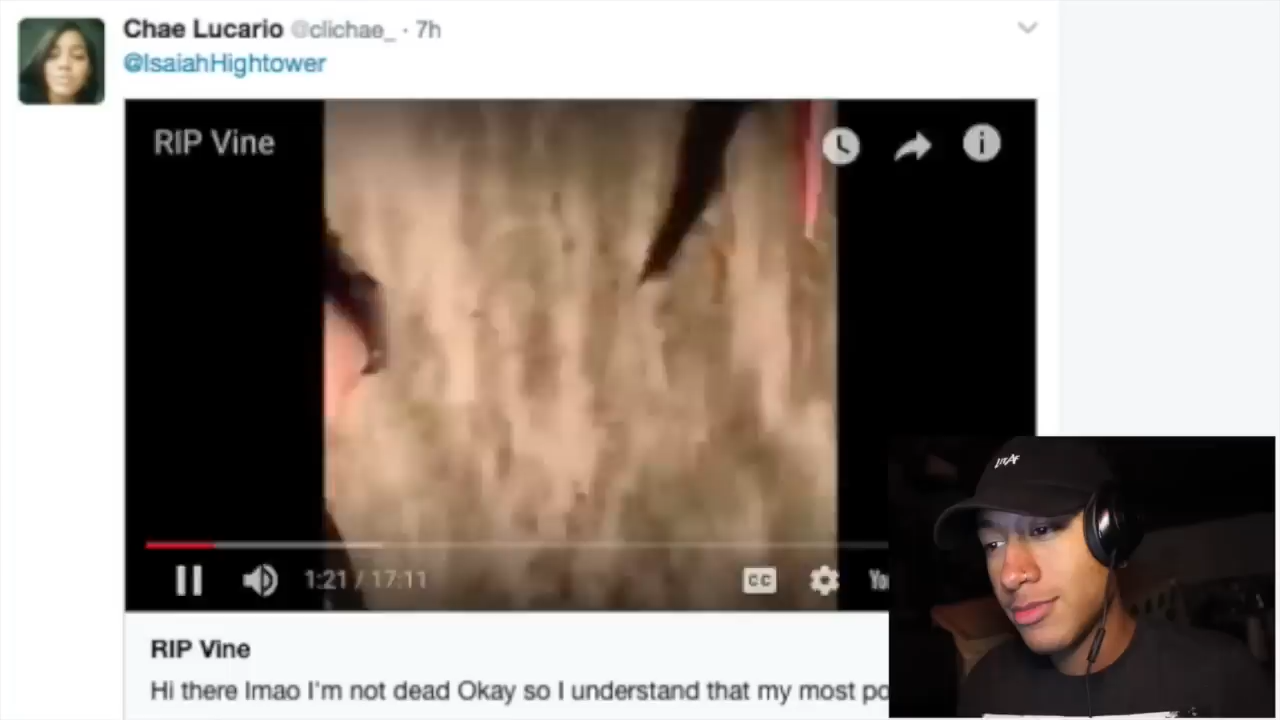 Chae Lucario @clichae_ · 7h
@IsaiahHightower
RIP Vine
1:21 / 17:11
CC
You
RIP Vine
Hi there lmao I'm not dead Okay so I understand that my most po